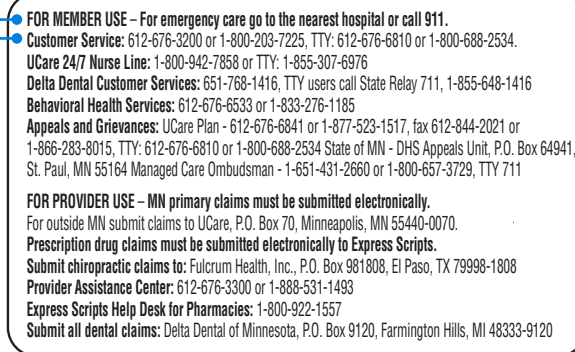 FOR MEMBER USE – For emergency care go to the nearest hospital or call 911.
Customer Service: 612-676-3200 or 1-800-203-7225, TTY: 612-676-6810 or 1-800-688-2534.
UCare 24/7 Nurse Line: 1-800-942-7858 or TTY: 1-855-307-6976
Delta Dental Customer Services: 651-768-1416, TTY users call State Relay 711, 1-855-648-1416
Behavioral Health Services: 612-676-6533 or 1-833-276-1185
Appeals and Grievances: UCare Plan - 612-676-6841 or 1-877-523-1517, fax 612-844-2021 or
1-866-283-8015, TTY: 612-676-6810 or 1-800-688-2534 State of MN - DHS Appeals Unit, P.O. Box 64941,
St. Paul, MN 55164 Managed Care Ombudsman - 1-651-431-2660 or 1-800-657-3729, TTY 711
FOR PROVIDER USE – MN primary claims must be submitted electronically.
For outside MN submit claims to UCare, P.O. Box 70, Minneapolis, MN 55440-0070.
Prescription drug claims must be submitted electronically to Express Scripts.
Submit chiropractic claims to: Fulcrum Health, Inc., P.O. Box 981808, El Paso, TX 79998-1808
Provider Assistance Center: 612-676-3300 or 1-888-531-1493
Express Scripts Help Desk for Pharmacies: 1-800-922-1557
Submit all dental claims: Delta Dental of Minnesota, P.O. Box 9120, Farmington Hills, MI 48333-9120